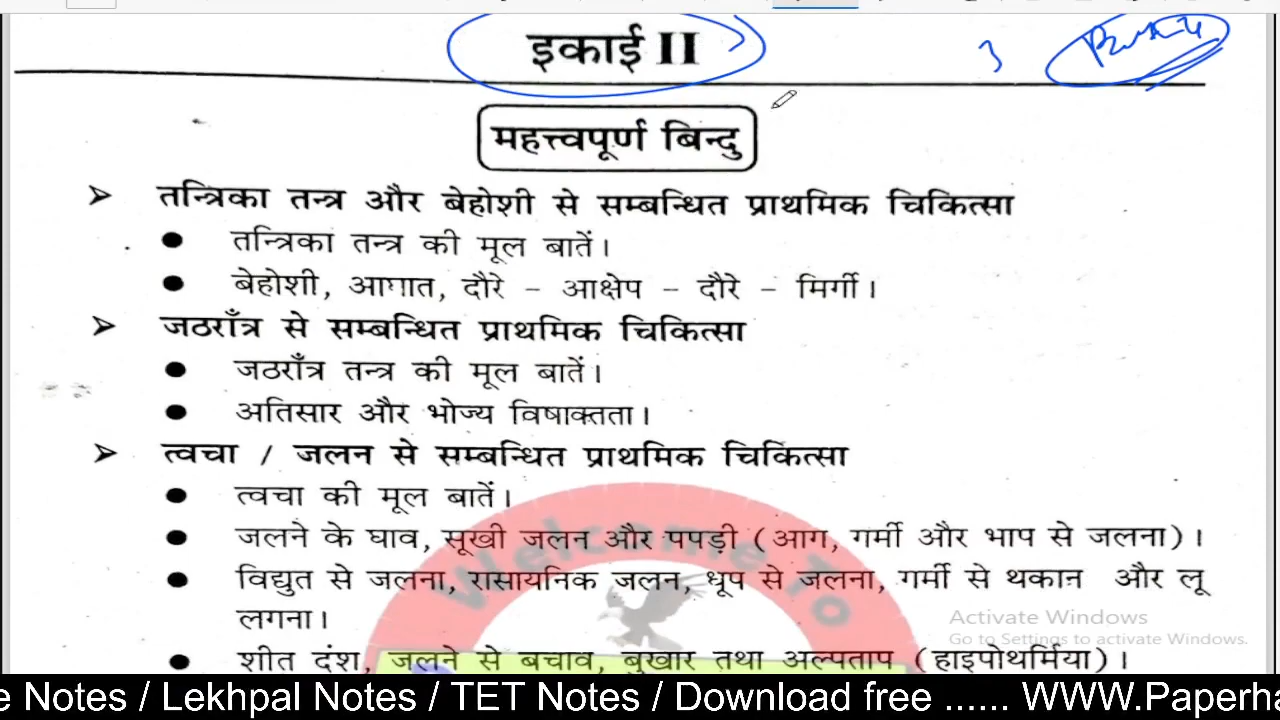 इकाई II
महत्त्वपूर्ण बिन्दु
➢ तन्त्रिका तन्त्र और बेहोशी से सम्बन्धित प्राथमिक चिकित्सा
● तन्त्रिका तन्त्र की मूल बातें।
● बेहोशी, आघात, दौरे – आक्षेप – दौरे – मिर्गी।
➢ जठराँत्र से सम्बन्धित प्राथमिक चिकित्सा
● जठराँत्र तन्त्र की मूल बातें।
● अतिसार और भोज्य विषाक्तता।
➢ त्वचा / जलन से सम्बन्धित प्राथमिक चिकित्सा
● त्वचा की मूल बातें।
● जलने के घाव, सूखी जलन और पपड़ी (आग, गर्मी और भाप से जलना)।
● विद्युत से जलना, रासायनिक जलन, धूप से जलना, गर्मी से थकान और लू
लगना।
● शीत दंश, जलने से बचाव, बुखार तथा अल्पताप (हाइपोथर्मिया)।
Welcome To
Activate Windows
Go to Settings to activate Windows.
e Notes / Lekhpal Notes / TET Notes / Download free ...... WWW.Paperha